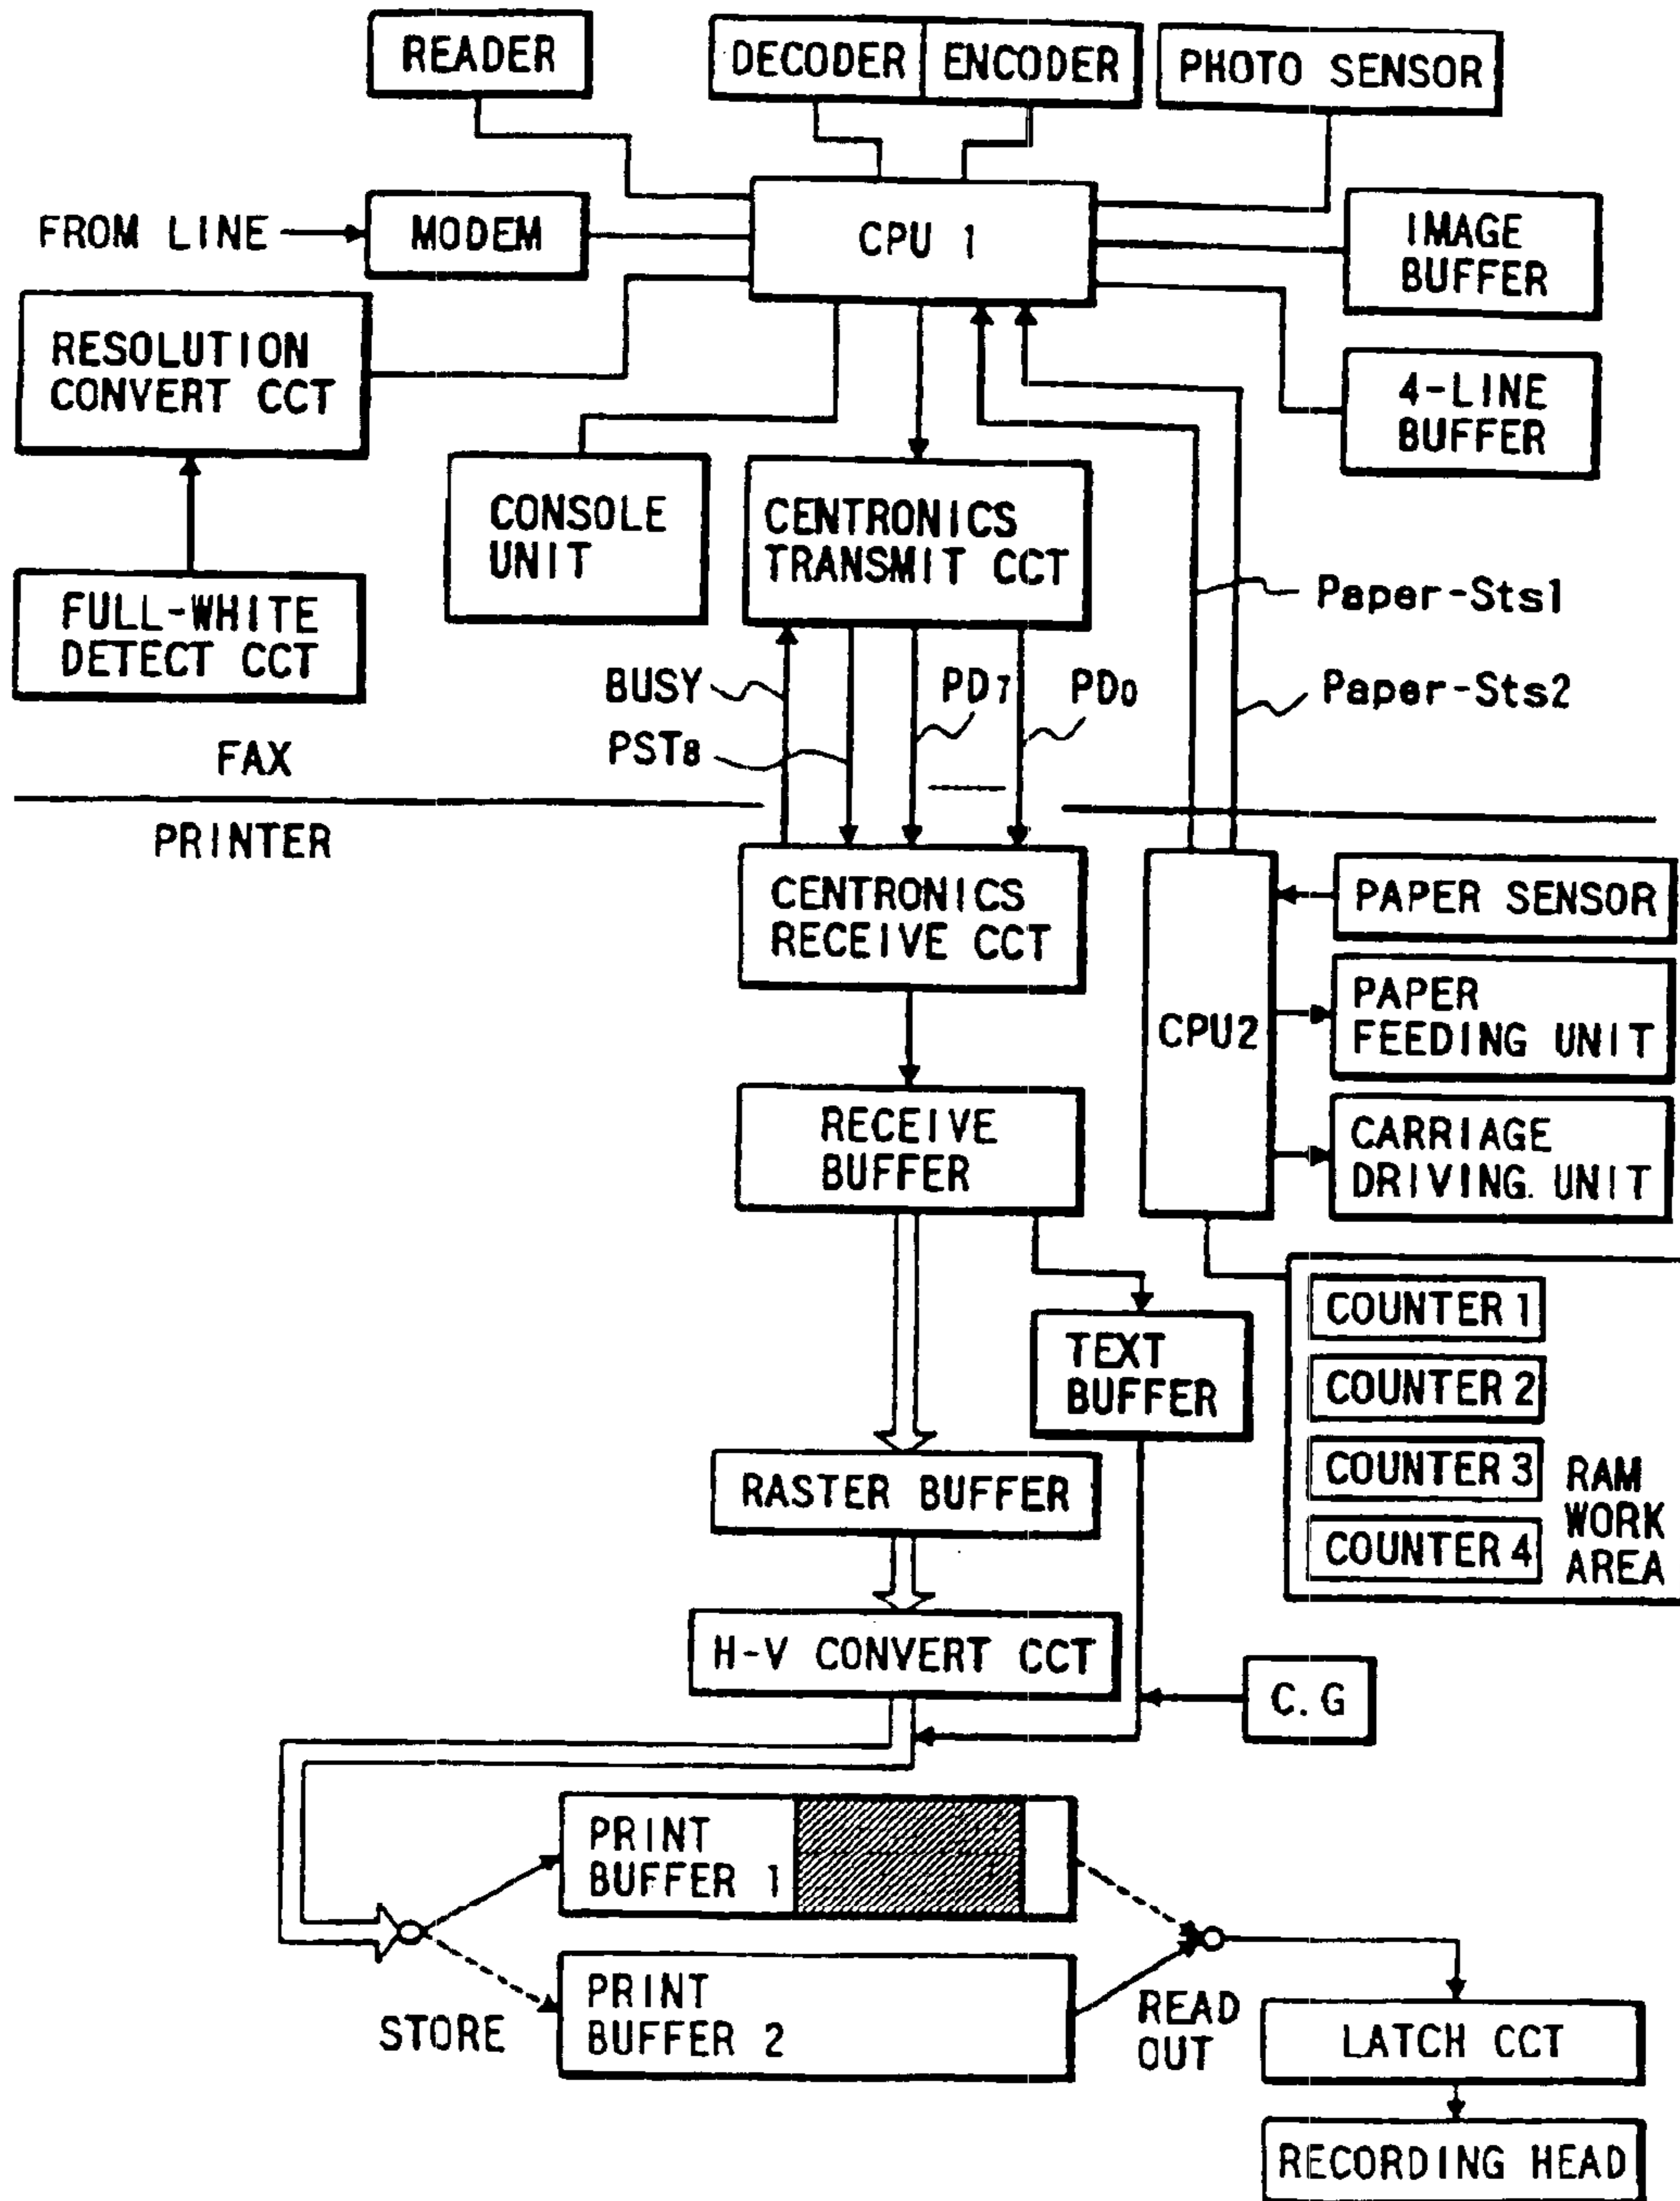 READER
DECODER
ENCODER
PHOTO SENSOR
FROM LINE
MODEM
CPU 1
IMAGE
BUFFER
RESOLUTION
CONVERT CCT
4-LINE
BUFFER
CONSOLE
UNIT
CENTRONICS
TRANSMIT CCT
FULL-WHITE
DETECT CCT
Paper-Sts1
BUSY
PD7
PD0
Paper-Sts2
PST8
FAX
PRINTER
CENTRONICS
RECEIVE CCT
CPU2
PAPER SENSOR
PAPER
FEEDING UNIT
RECEIVE
BUFFER
CARRIAGE
DRIVING. UNIT
TEXT
BUFFER
COUNTER 1
COUNTER 2
COUNTER 3
COUNTER 4
RAM
WORK
AREA
RASTER BUFFER
H-V CONVERT CCT
C.G
PRINT
BUFFER 1
STORE
PRINT
BUFFER 2
READ
OUT
LATCH CCT
RECORDING HEAD